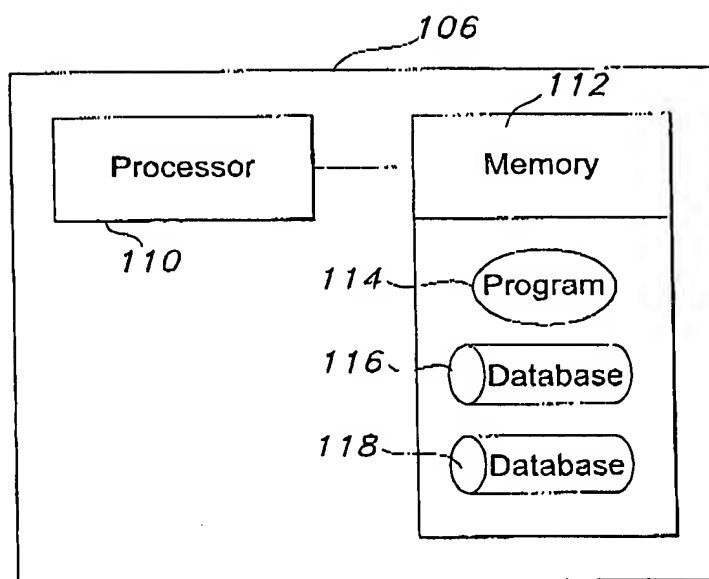 106
112
Processor
Memory
110
114
Program
116
Database
118
Database